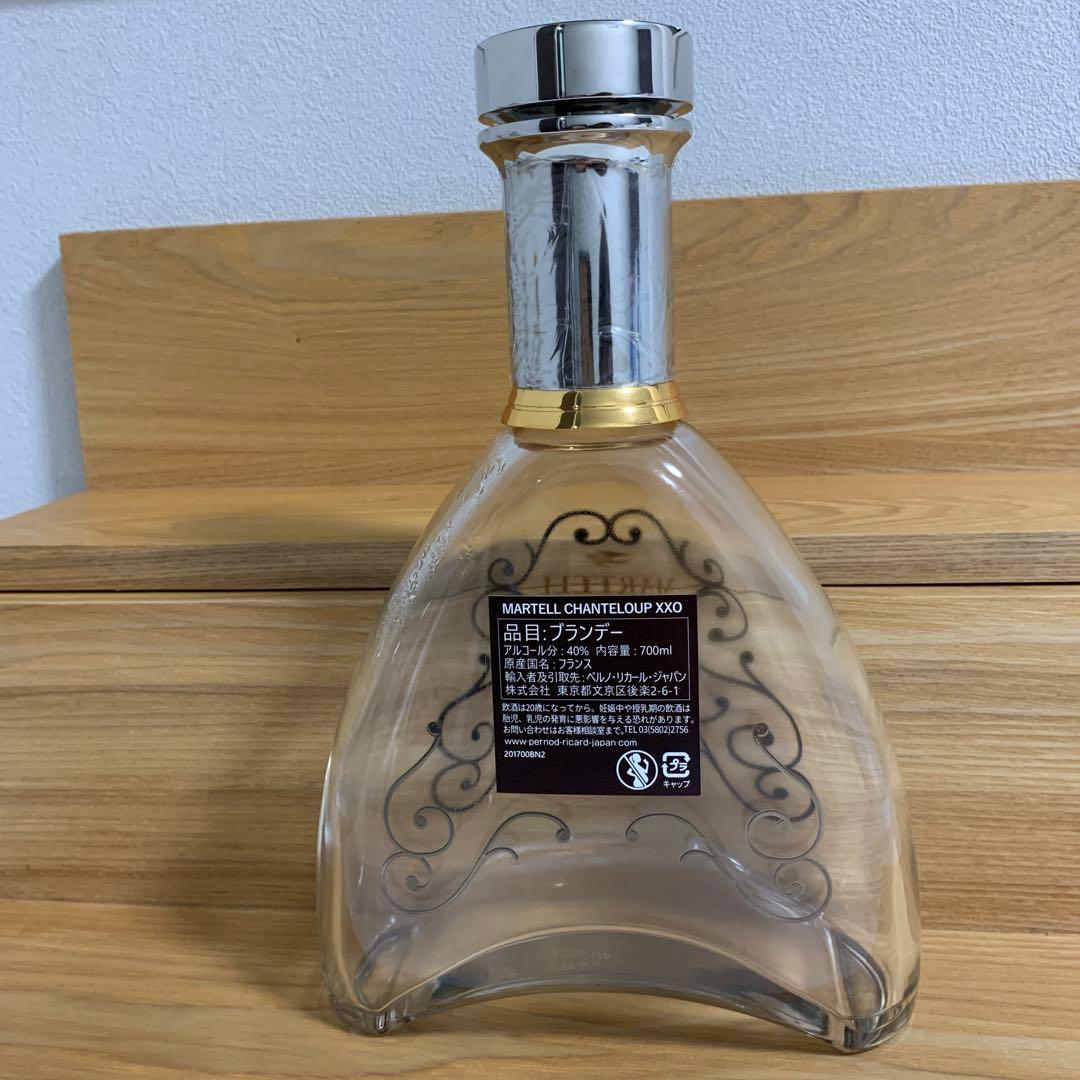 MARTELL CHANTELOUP XXO
品目:ブランデー
アルコール分:40% 内容量:700ml
原産国名:フランス
輸入者及引取先:ペルノ・リカール・ジャパン
株式会社 東京都文京区後楽2-6-1
飲酒は20歳になってから。妊娠中や授乳期の飲酒は
胎児、乳児の発育に悪影響を与える恐れがあります。
お問い合わせはお客様相談室まで。TEL 03(5802)2756
www·pernod-ricard-japan·com
201700BN2
プラ
キャップ